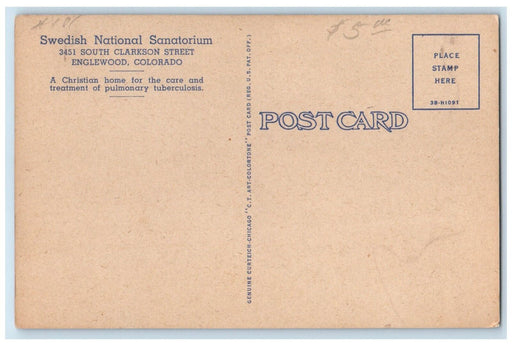 Swedish National Sanatorium
3451 SOUTH CLARKSON STREET
ENGLEWOOD, COLORADO
A Christian home for the care and
treatment of pulmonary tuberculosis.
GENUINE CURTEICH-CHICAGO "C.T. ART-COLORTONE" POST CARD (REG. U.S. PAT. OFF.)
POST CARD
$5
PLACE
STAMP
HERE
3B-H1097